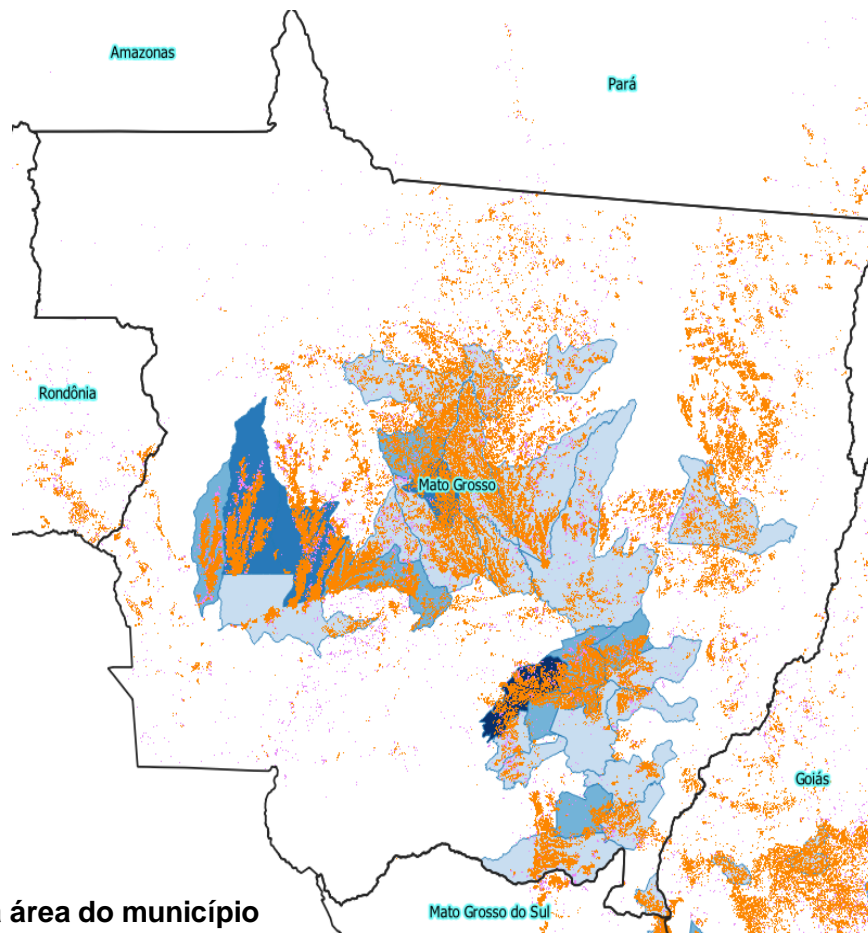 Amazonas
Pará
Rondônia
Mato Grosso
Goiás
área do município
Mato Grosso do Sul